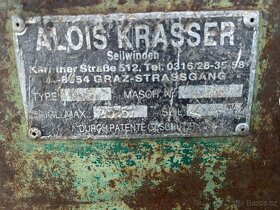 ALOIS KRASSER
Seilwinden
Kärntner Straße 512, Tel. 0316/28-35-98
A-8054 GRAZ-STRASSGANG
TYPE MASCH. Nr.
MAX.
DURCH PATENTE GESCHÜTZT